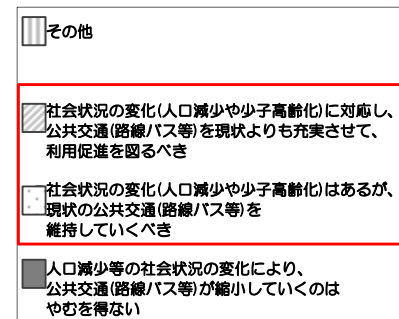 その他
社会状況の変化(人口減少や少子高齢化)に対応し、
公共交通(路線バス等)を現状よりも充実させて、
利用促進を図るべき
社会状況の変化(人口減少や少子高齢化)はあるが、
現状の公共交通(路線バス等)を
維持していくべき
人口減少等の社会状況の変化により、
公共交通(路線バス等)が縮小していくのは
やむを得ない